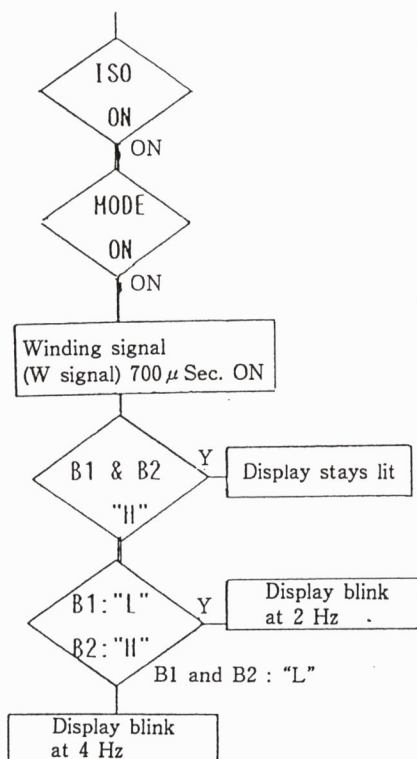 ISO
ON
ON
MODE
ON
ON
Winding signal
(W signal) 700 μ Sec. ON
B1 & B2
"H"
Y
Display stays lit
B1:"L"
B2:"H"
Y
Display blink
at 2 Hz
B1 and B2 : "L"
Display blink
at 4 Hz